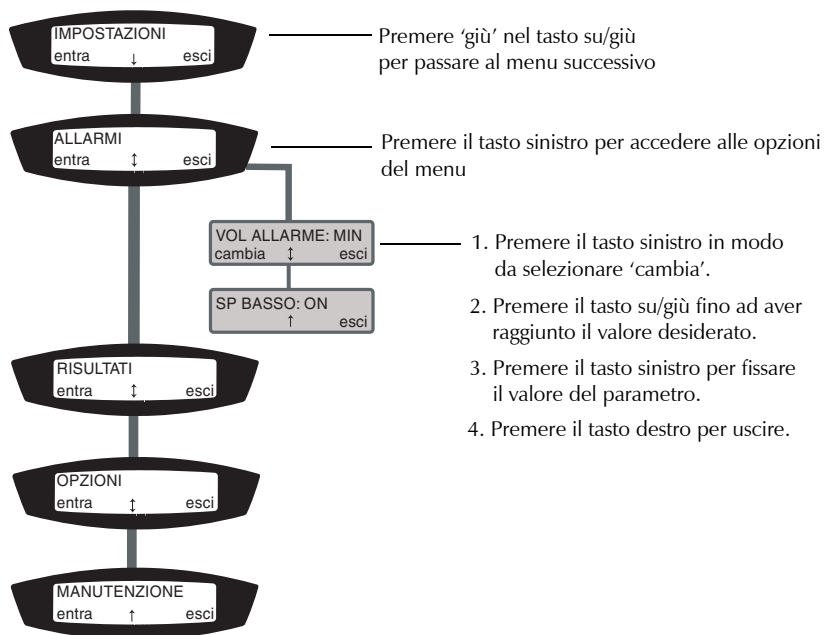 IMPOSTAZIONI
entra ↓ esci
Premere ‘giù’ nel tasto su/giù
per passare al menu successivo
ALLARMI
entra ↕ esci
Premere il tasto sinistro per accedere alle opzioni
del menu
VOL ALLARME: MIN
cambia ↕ esci
SP BASSO: ON
↑ esci
1. Premere il tasto sinistro in modo
da selezionare ‘cambia’.
2. Premere il tasto su/giù fino ad aver
raggiunto il valore desiderato.
3. Premere il tasto sinistro per fissare
il valore del parametro.
4. Premere il tasto destro per uscire.
RISULTATI
entra ↕ esci
OPZIONI
entra ↕ esci
MANUTENZIONE
entra ↑ esci